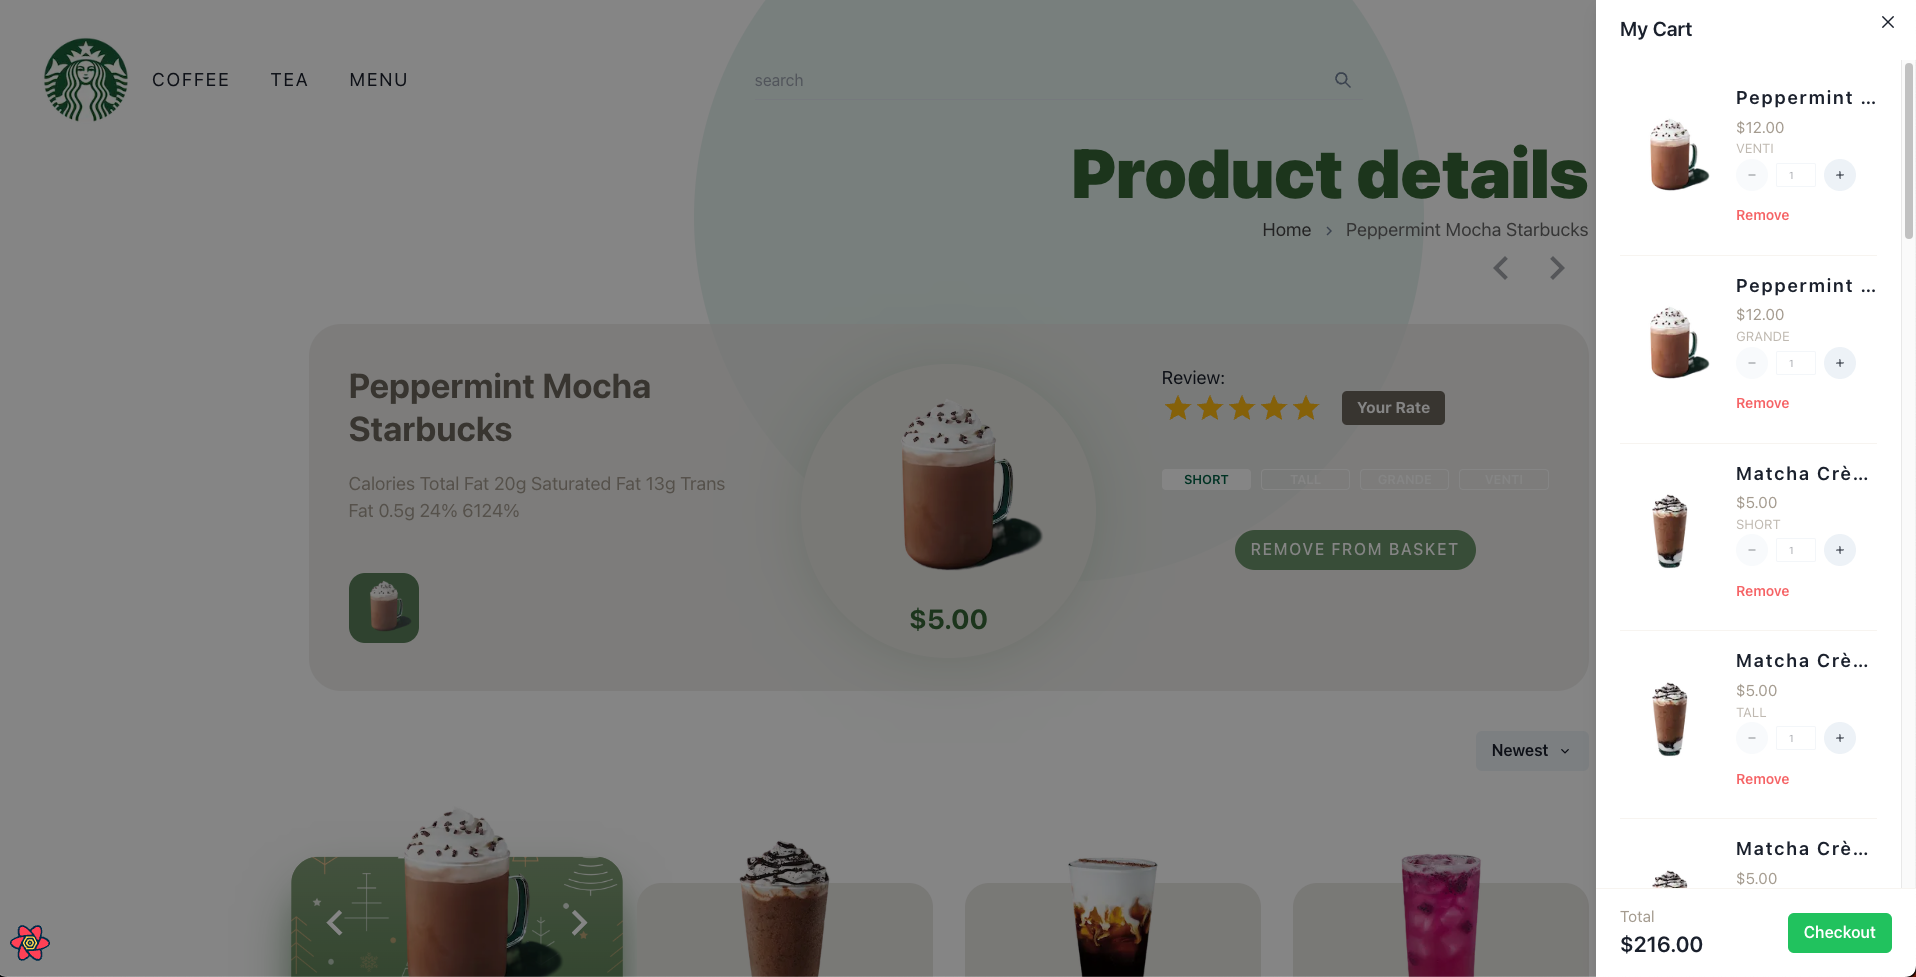 COFFEE TEA MENU
search
Product details
Home > Peppermint Mocha Starbucks
Peppermint Mocha
Starbucks
Calories Total Fat 20g Saturated Fat 13g Trans
Fat 0.5g 24% 6124%
$5.00
Review:
Your Rate
SHORT TALL GRANDE VENTI
REMOVE FROM BASKET
Newest
My Cart
Peppermint ...
$12.00
VENTI
− 1 +
Remove
Peppermint ...
$12.00
GRANDE
− 1 +
Remove
Matcha Crè...
$5.00
SHORT
− 1 +
Remove
Matcha Crè...
$5.00
TALL
− 1 +
Remove
Matcha Crè...
$5.00
Total
$216.00
Checkout